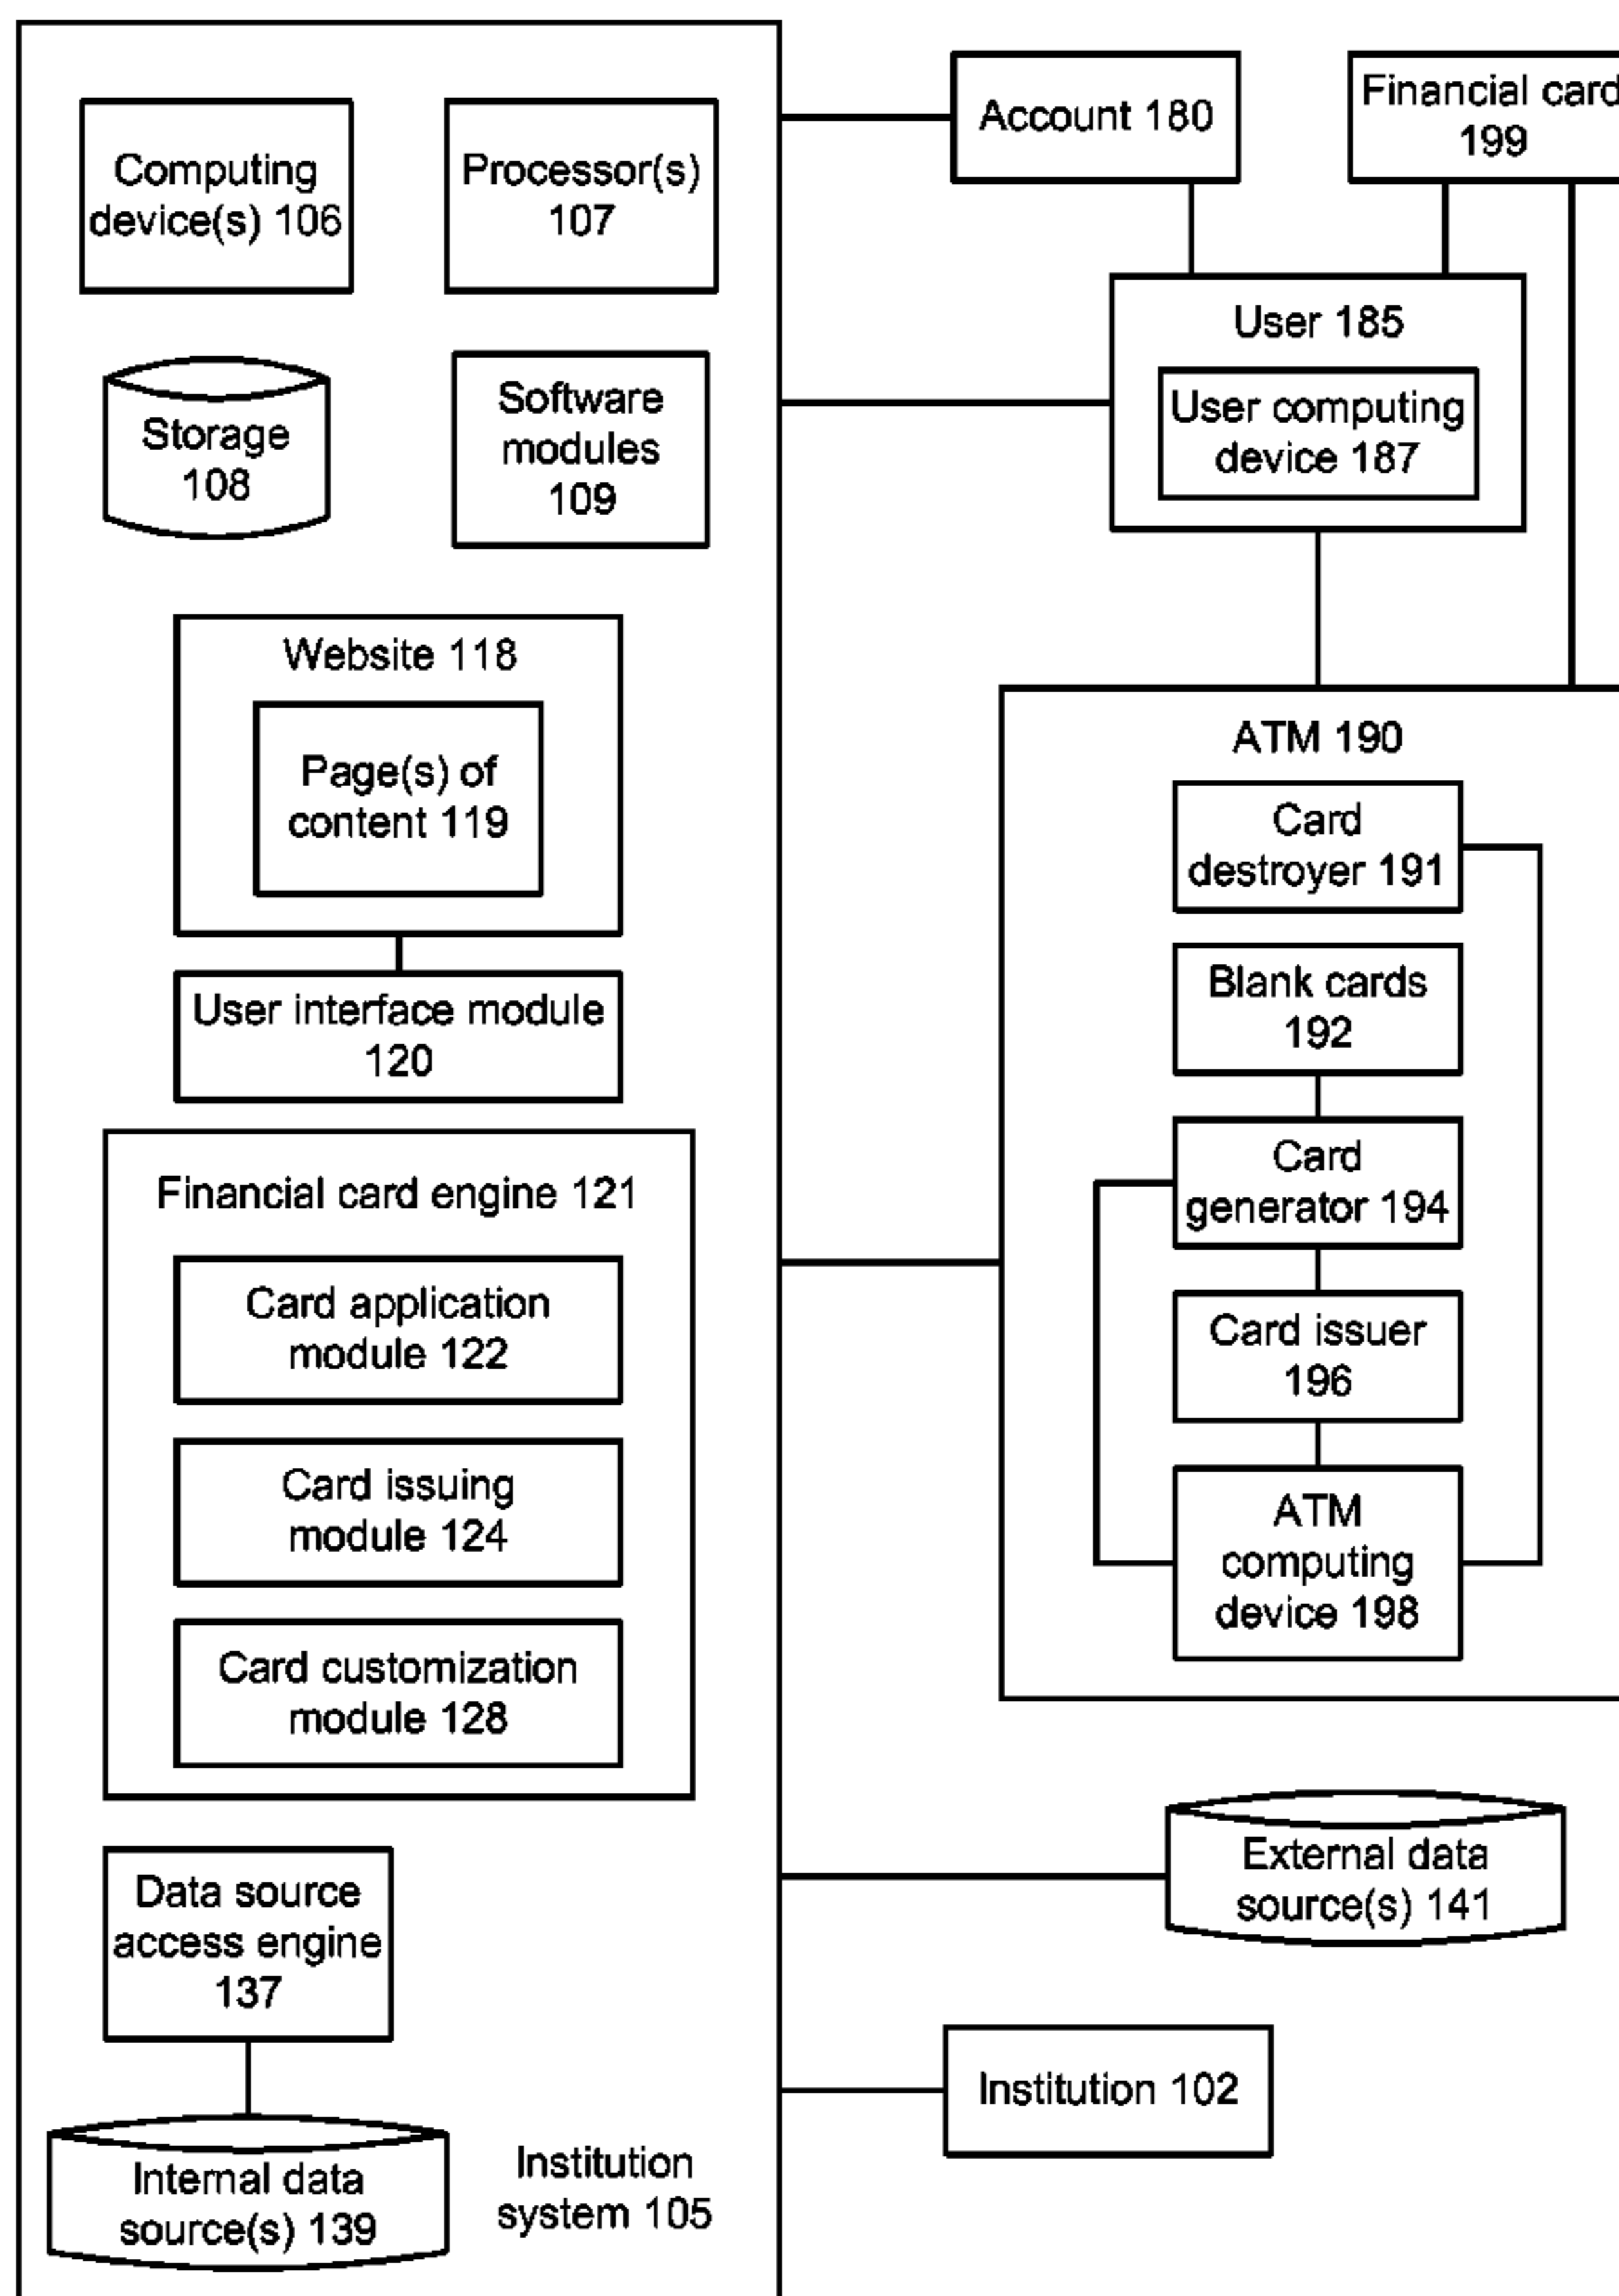 Computing
device(s) 106
Processor(s)
107
Storage
108
Software
modules
109
Website 118
Page(s) of
content 119
User interface module
120
Financial card engine 121
Card application
module 122
Card issuing
module 124
Card customization
module 128
Data source
access engine
137
Internal data
source(s) 139
Institution
system 105
Account 180
Financial card
199
User 185
User computing
device 187
ATM 190
Card
destroyer 191
Blank cards
192
Card
generator 194
Card issuer
196
ATM
computing
device 198
External data
source(s) 141
Institution 102